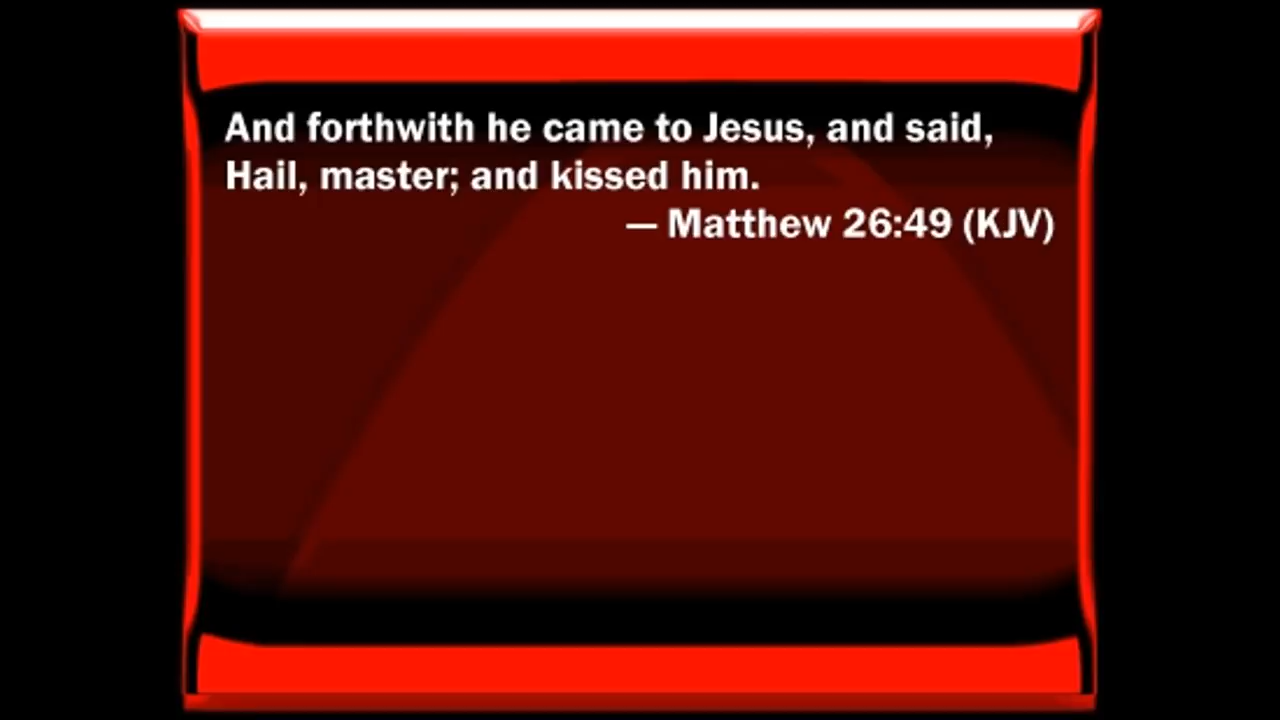 And forthwith he came to Jesus, and said,
Hail, master; and kissed him.
— Matthew 26:49 (KJV)